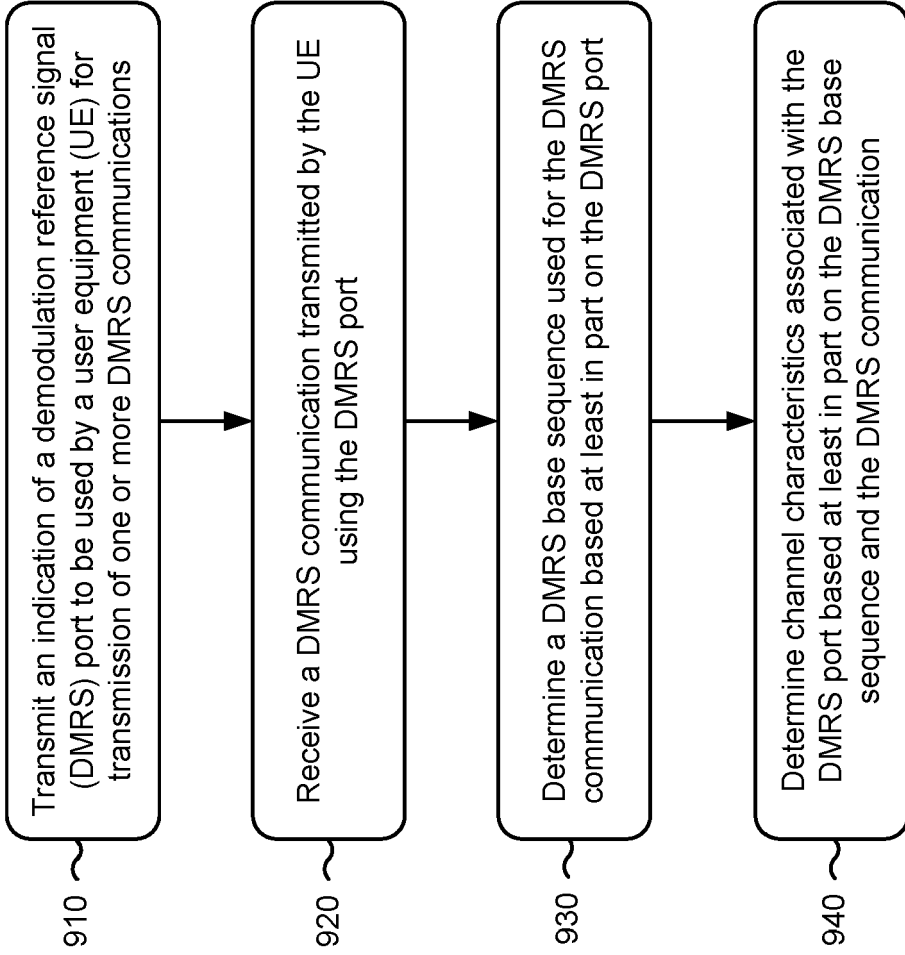 910
Transmit an indication of a demodulation reference signal
(DMRS) port to be used by a user equipment (UE) for
transmission of one or more DMRS communications
920
Receive a DMRS communication transmitted by the UE
using the DMRS port
930
Determine a DMRS base sequence used for the DMRS
communication based at least in part on the DMRS port
940
Determine channel characteristics associated with the
DMRS port based at least in part on the DMRS base
sequence and the DMRS communication